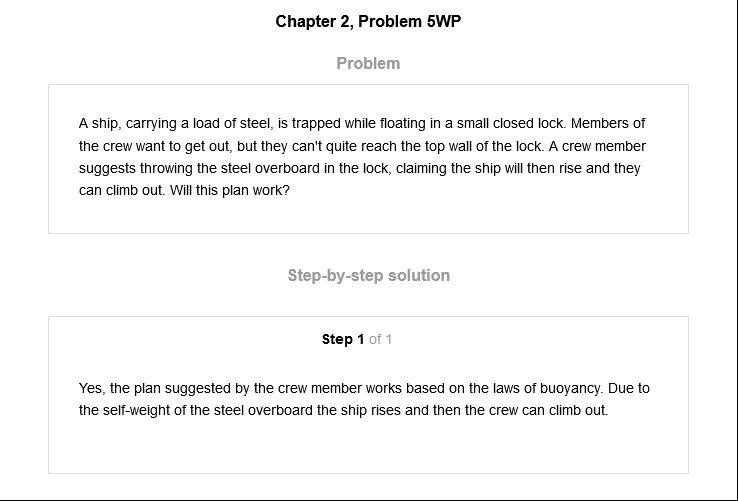 Chapter 2, Problem 5WP
Problem
A ship, carrying a load of steel, is trapped while floating in a small closed lock. Members of
the crew want to get out, but they can't quite reach the top wall of the lock. A crew member
suggests throwing the steel overboard in the lock, claiming the ship will then rise and they
can climb out. Will this plan work?
Step-by-step solution
Step 1 of 1
Yes, the plan suggested by the crew member works based on the laws of buoyancy. Due to
the self-weight of the steel overboard the ship rises and then the crew can climb out.